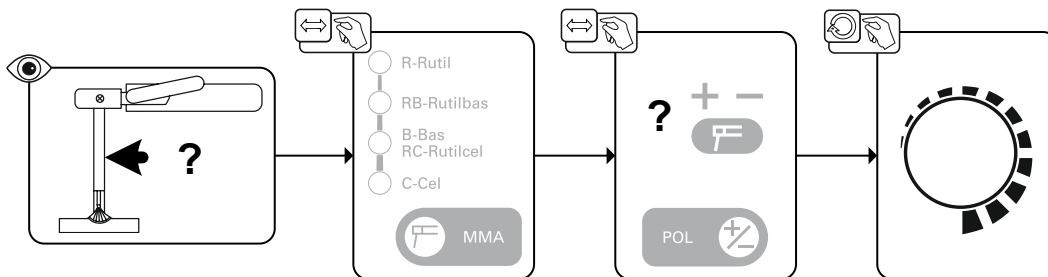 ?
R-Rutil
RB-Rutilbas
B-Bas
RC-Rutilcel
C-Cel
MMA
?
+ −
POL
+/−